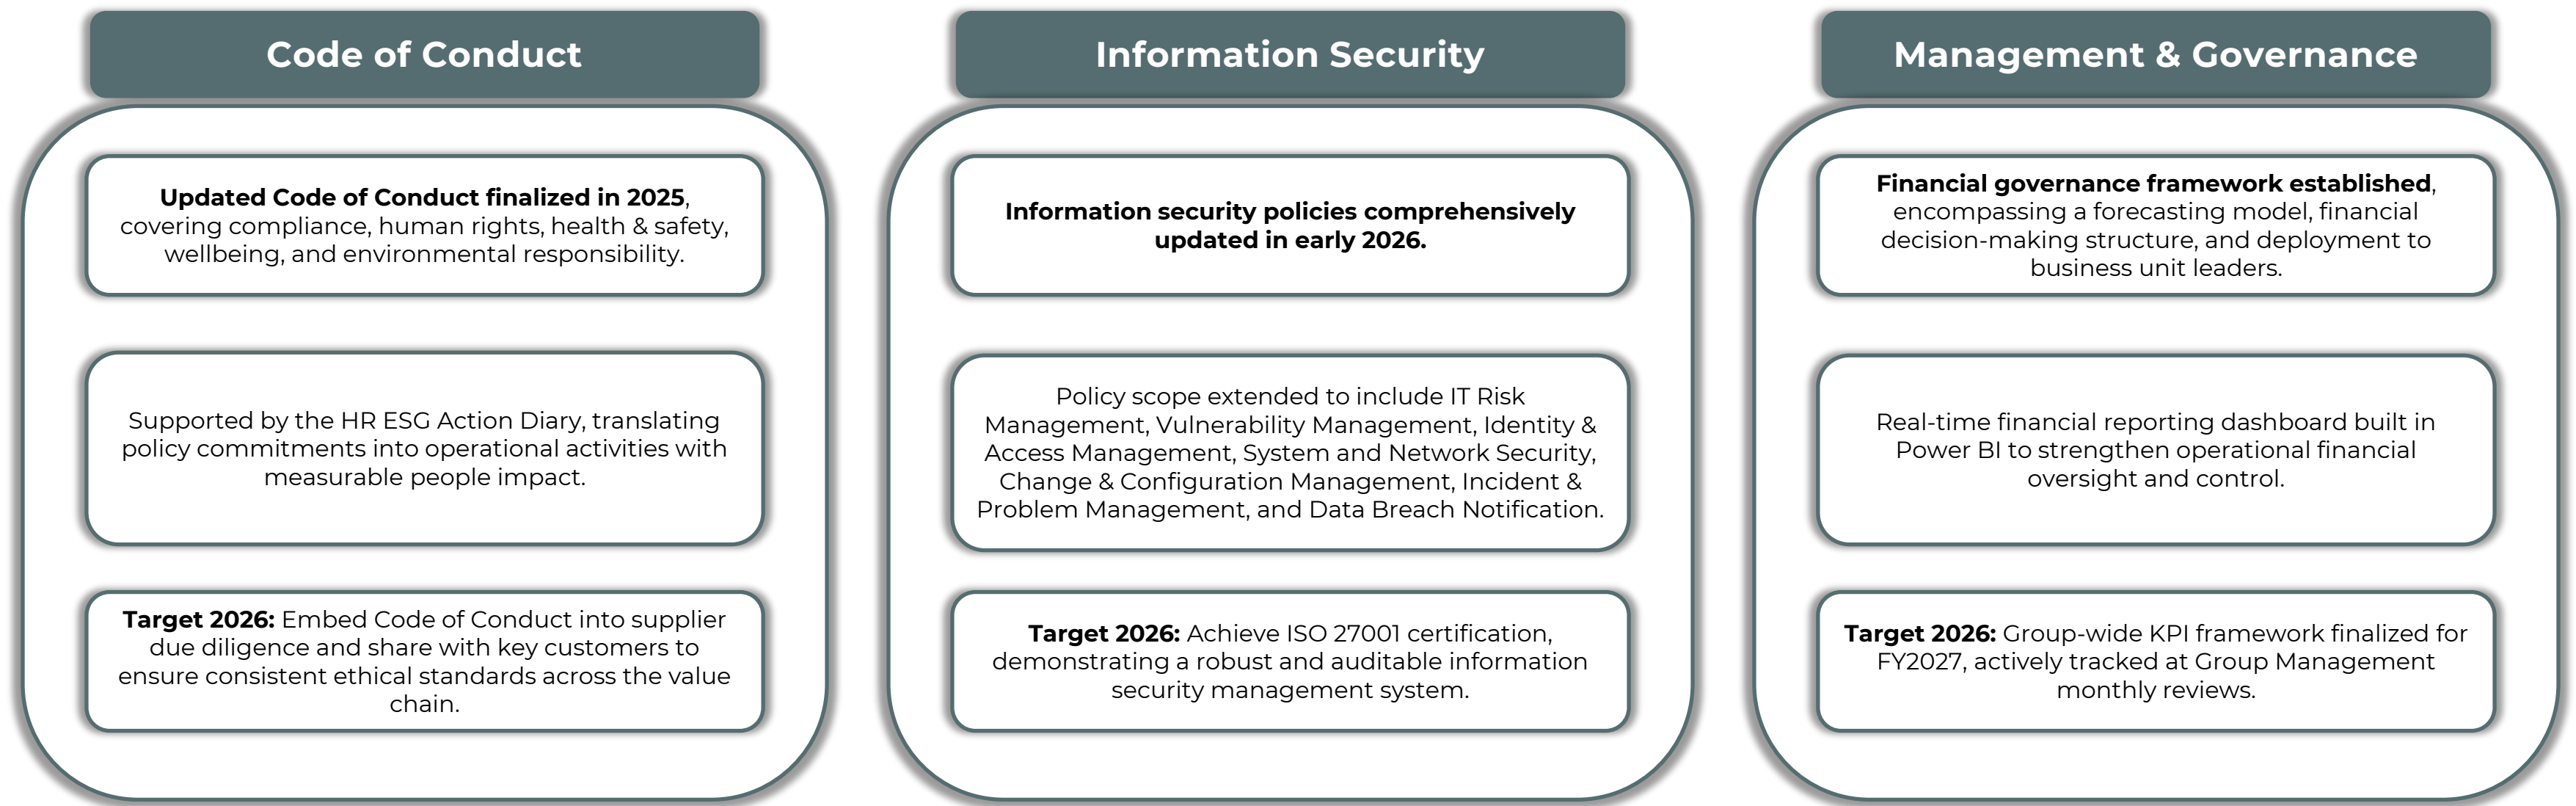 Code of Conduct
Updated Code of Conduct finalized in 2025,
covering compliance, human rights, health & safety,
wellbeing, and environmental responsibility.
Supported by the HR ESG Action Diary, translating
policy commitments into operational activities with
measurable people impact.
Target 2026: Embed Code of Conduct into supplier
due diligence and share with key customers to
ensure consistent ethical standards across the value
chain.
Information Security
Information security policies comprehensively
updated in early 2026.
Policy scope extended to include IT Risk
Management, Vulnerability Management, Identity &
Access Management, System and Network Security,
Change & Configuration Management, Incident &
Problem Management, and Data Breach Notification.
Target 2026: Achieve ISO 27001 certification,
demonstrating a robust and auditable information
security management system.
Management & Governance
Financial governance framework established,
encompassing a forecasting model, financial
decision-making structure, and deployment to
business unit leaders.
Real-time financial reporting dashboard built in
Power BI to strengthen operational financial
oversight and control.
Target 2026: Group-wide KPI framework finalized for
FY2027, actively tracked at Group Management
monthly reviews.